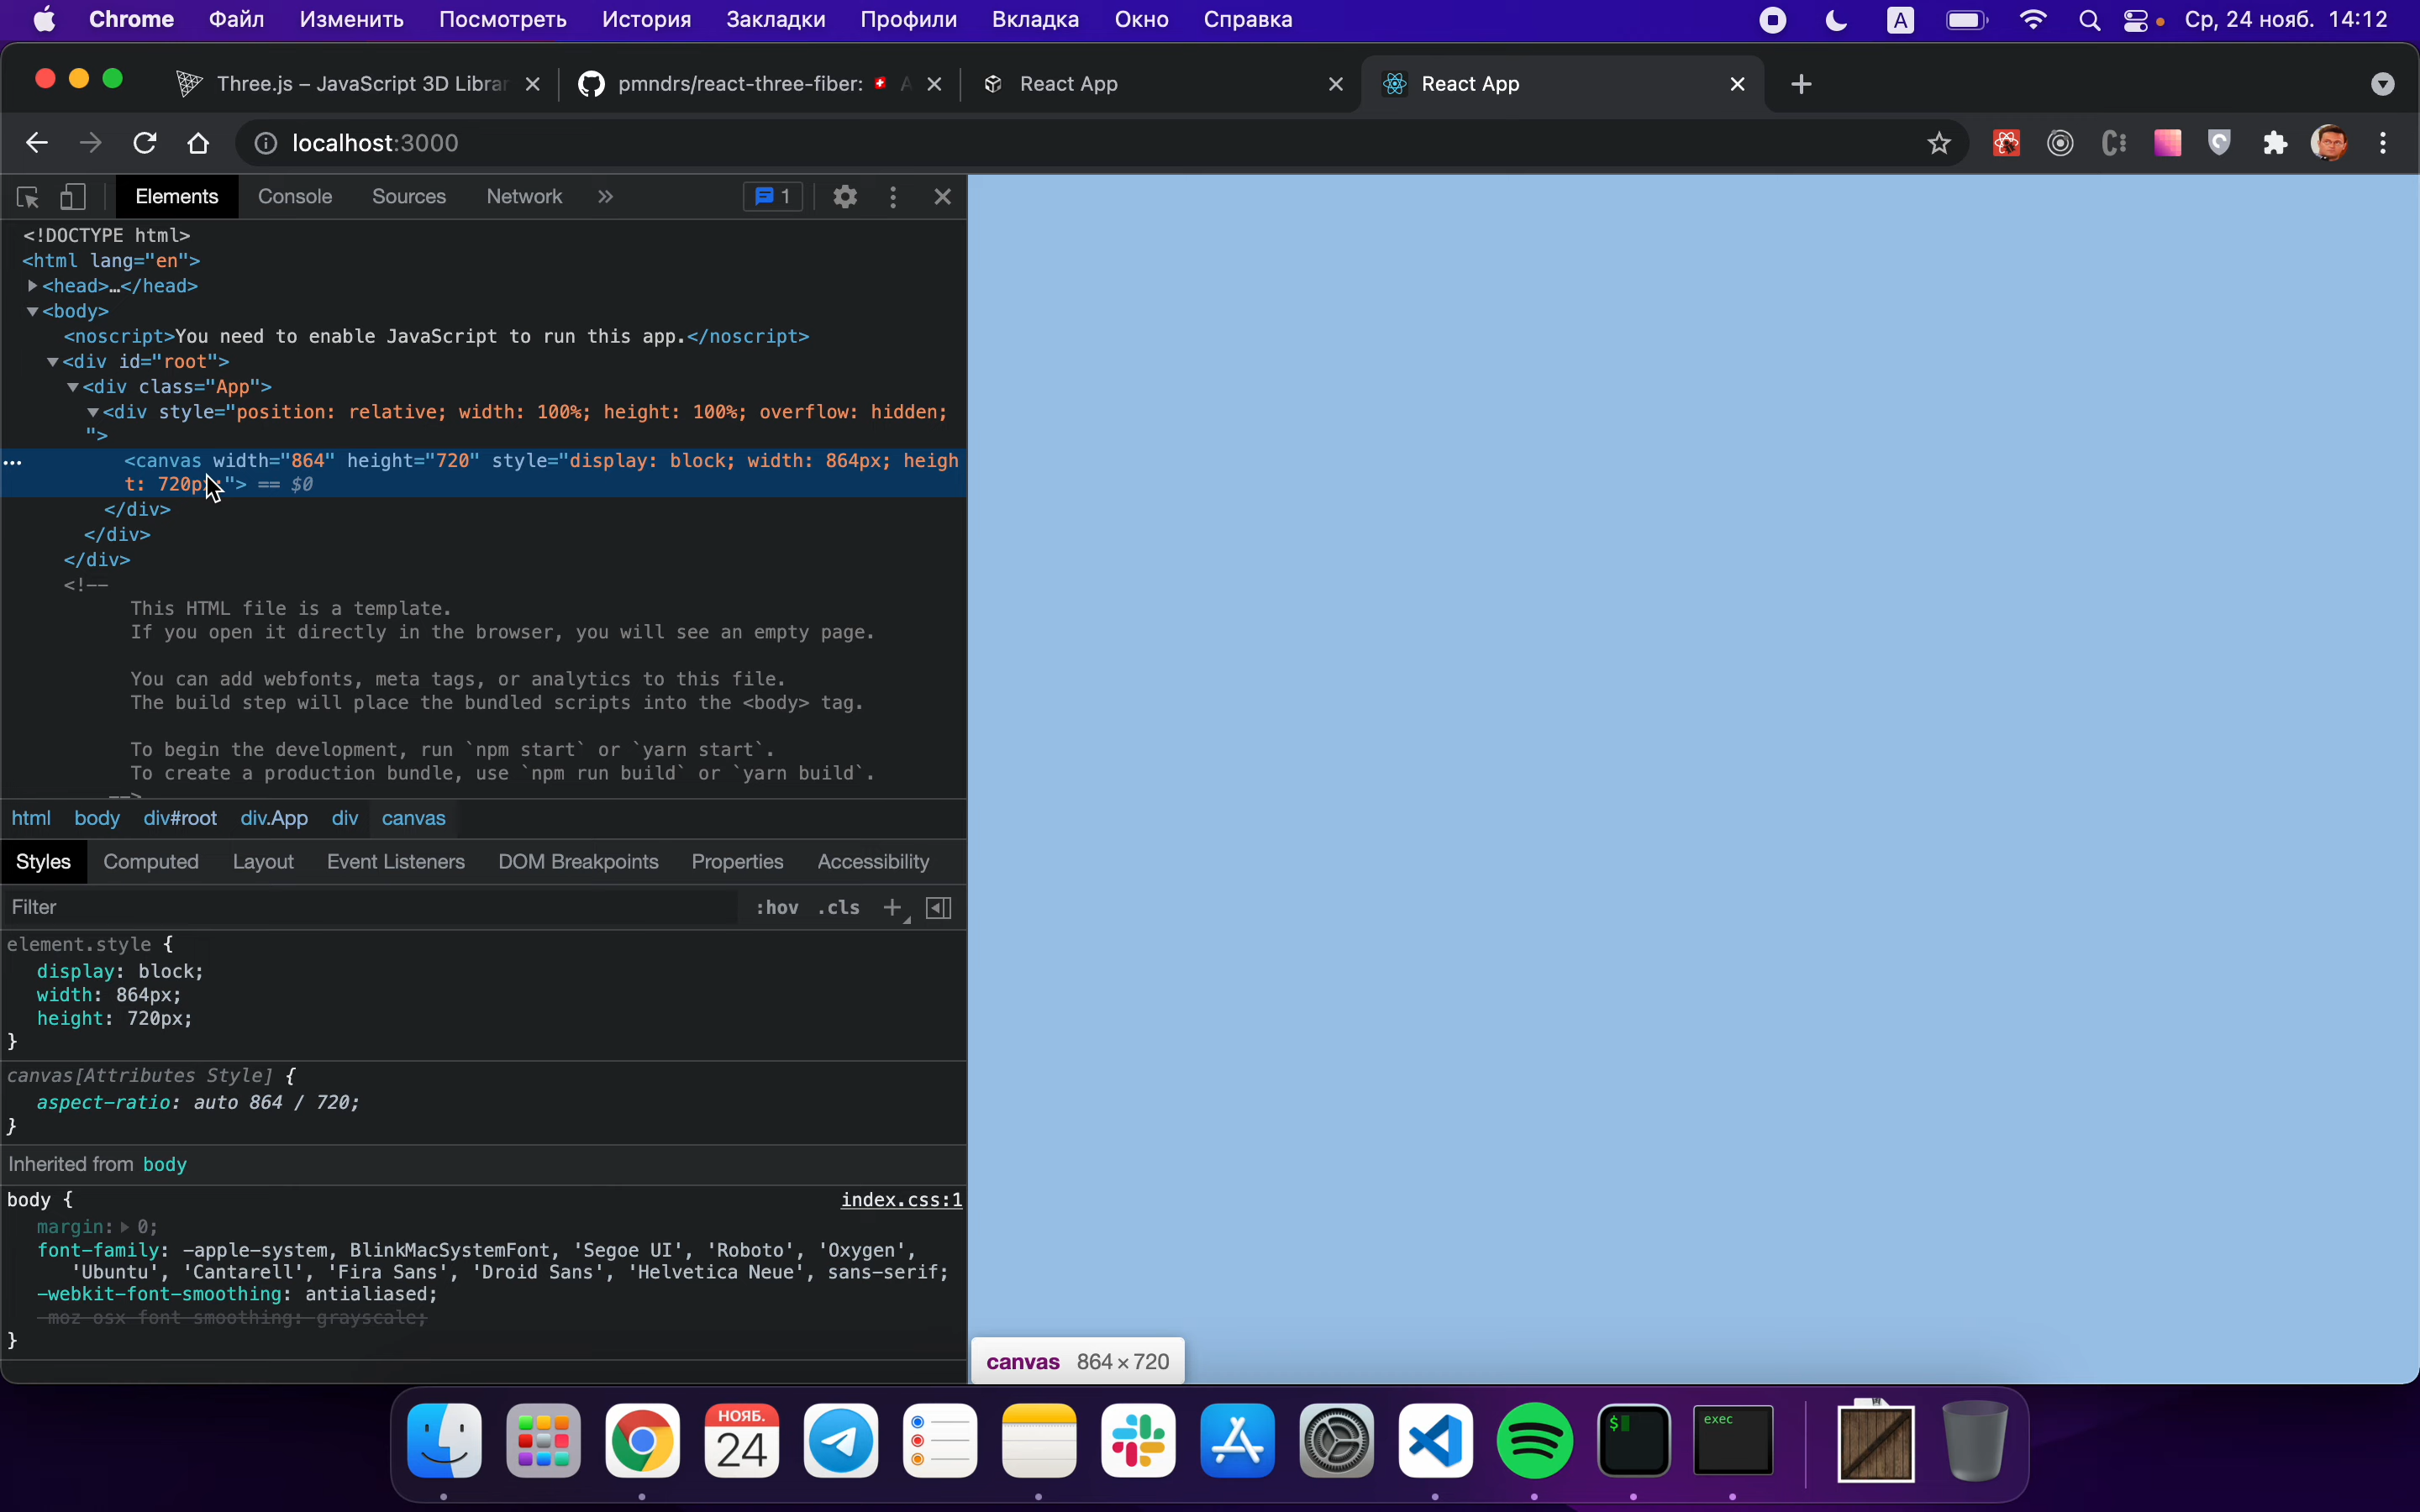 Chrome Файл Изменить Посмотреть История Закладки Профили Вкладка Окно Справка A Ср, 24 нояб. 14:12
Three.js – JavaScript 3D Librar pmndrs/react-three-fiber: A React App React App
localhost:3000
Elements Console Sources Network » 1
<!DOCTYPE html>
<html lang="en">
<head>…</head>
<body>
<noscript>You need to enable JavaScript to run this app.</noscript>
<div id="root">
<div class="App">
<div style="position: relative; width: 100%; height: 100%; overflow: hidden;
">
<canvas width="864" height="720" style="display: block; width: 864px; heigh
t: 720px;"> == $0
</div>
</div>
</div>
<!--
This HTML file is a template.
If you open it directly in the browser, you will see an empty page.
You can add webfonts, meta tags, or analytics to this file.
The build step will place the bundled scripts into the <body> tag.
To begin the development, run `npm start` or `yarn start`.
To create a production bundle, use `npm run build` or `yarn build`.
-->
html body div#root div.App div canvas
Styles Computed Layout Event Listeners DOM Breakpoints Properties Accessibility
Filter :hov .cls
element.style {
display: block;
width: 864px;
height: 720px;
}
canvas[Attributes Style] {
aspect-ratio: auto 864 / 720;
}
Inherited from body
body { index.css:1
margin: 0;
font-family: -apple-system, BlinkMacSystemFont, 'Segoe UI', 'Roboto', 'Oxygen',
'Ubuntu', 'Cantarell', 'Fira Sans', 'Droid Sans', 'Helvetica Neue', sans-serif;
-webkit-font-smoothing: antialiased;
-moz-osx-font-smoothing: grayscale;
}
canvas 864×720
НОЯБ.
24
$
exec